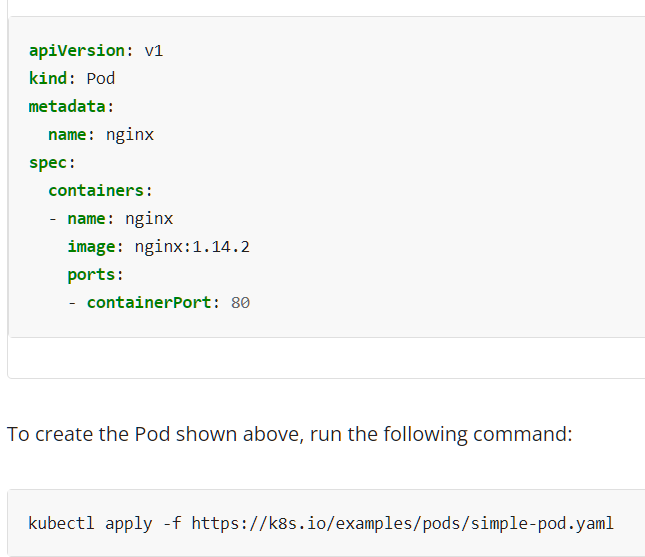 apiVersion: v1
kind: Pod
metadata:
  name: nginx
spec:
  containers:
  - name: nginx
    image: nginx:1.14.2
    ports:
    - containerPort: 80
To create the Pod shown above, run the following command:
kubectl apply -f https://k8s.io/examples/pods/simple-pod.yaml